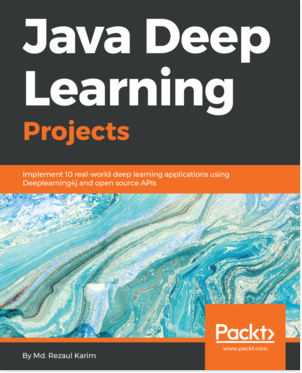 Java Deep
Learning
Projects
Implement 10 real-world deep learning applications using
Deeplearning4j and open source APIs
Packt>
www.packt.com
By Md. Rezaul Karim